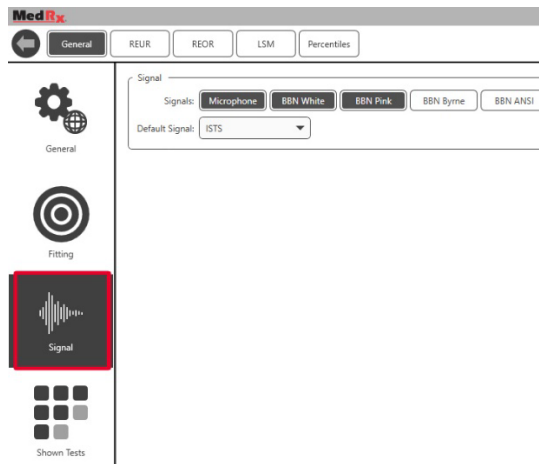 MedRx
General REUR REOR LSM Percentiles
Signal
Signals: Microphone BBN White BBN Pink BBN Byrne BBN ANSI
Default Signal: ISTS
General
Fitting
Signal
Shown Tests